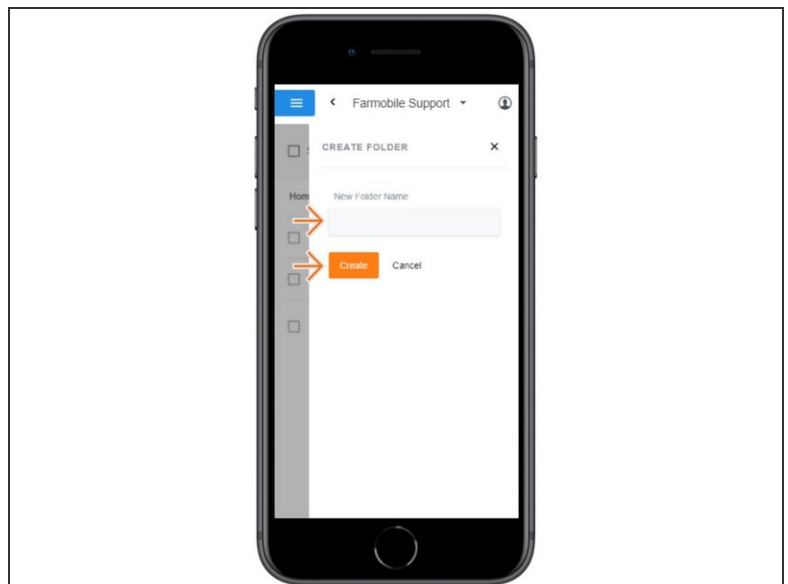 Farmobile Support
CREATE FOLDER
Hom
New Folder Name
Create Cancel